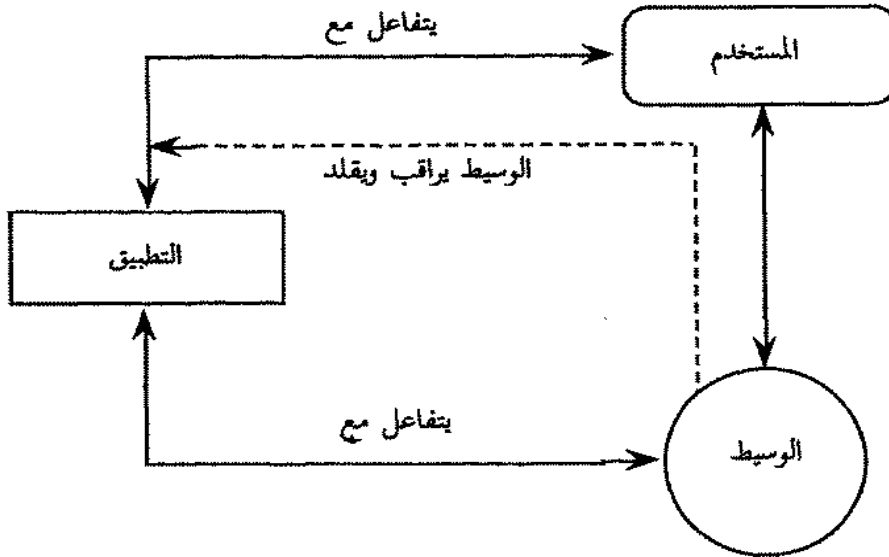 يتفاعل مع
المستخدم
الوسيط يراقب ويقلد
التطبيق
يتفاعل مع
الوسيط